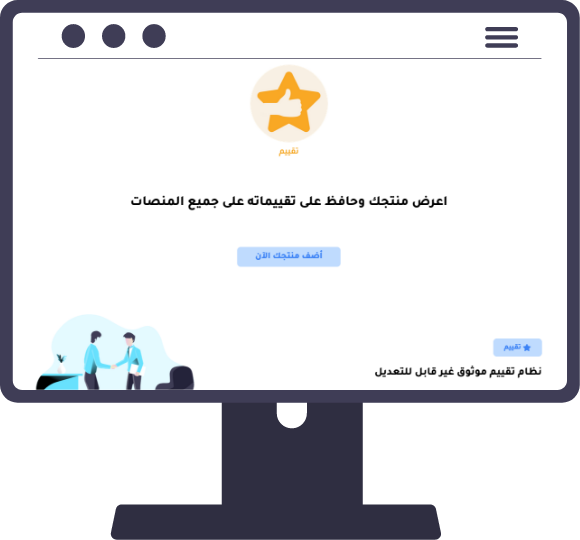 تقييم
اعرض منتجك وحافظ على تقييماته على جميع المنصات
أضف منتجك الآن
تقييم
نظام تقييم موثوق غير قابل للتعديل